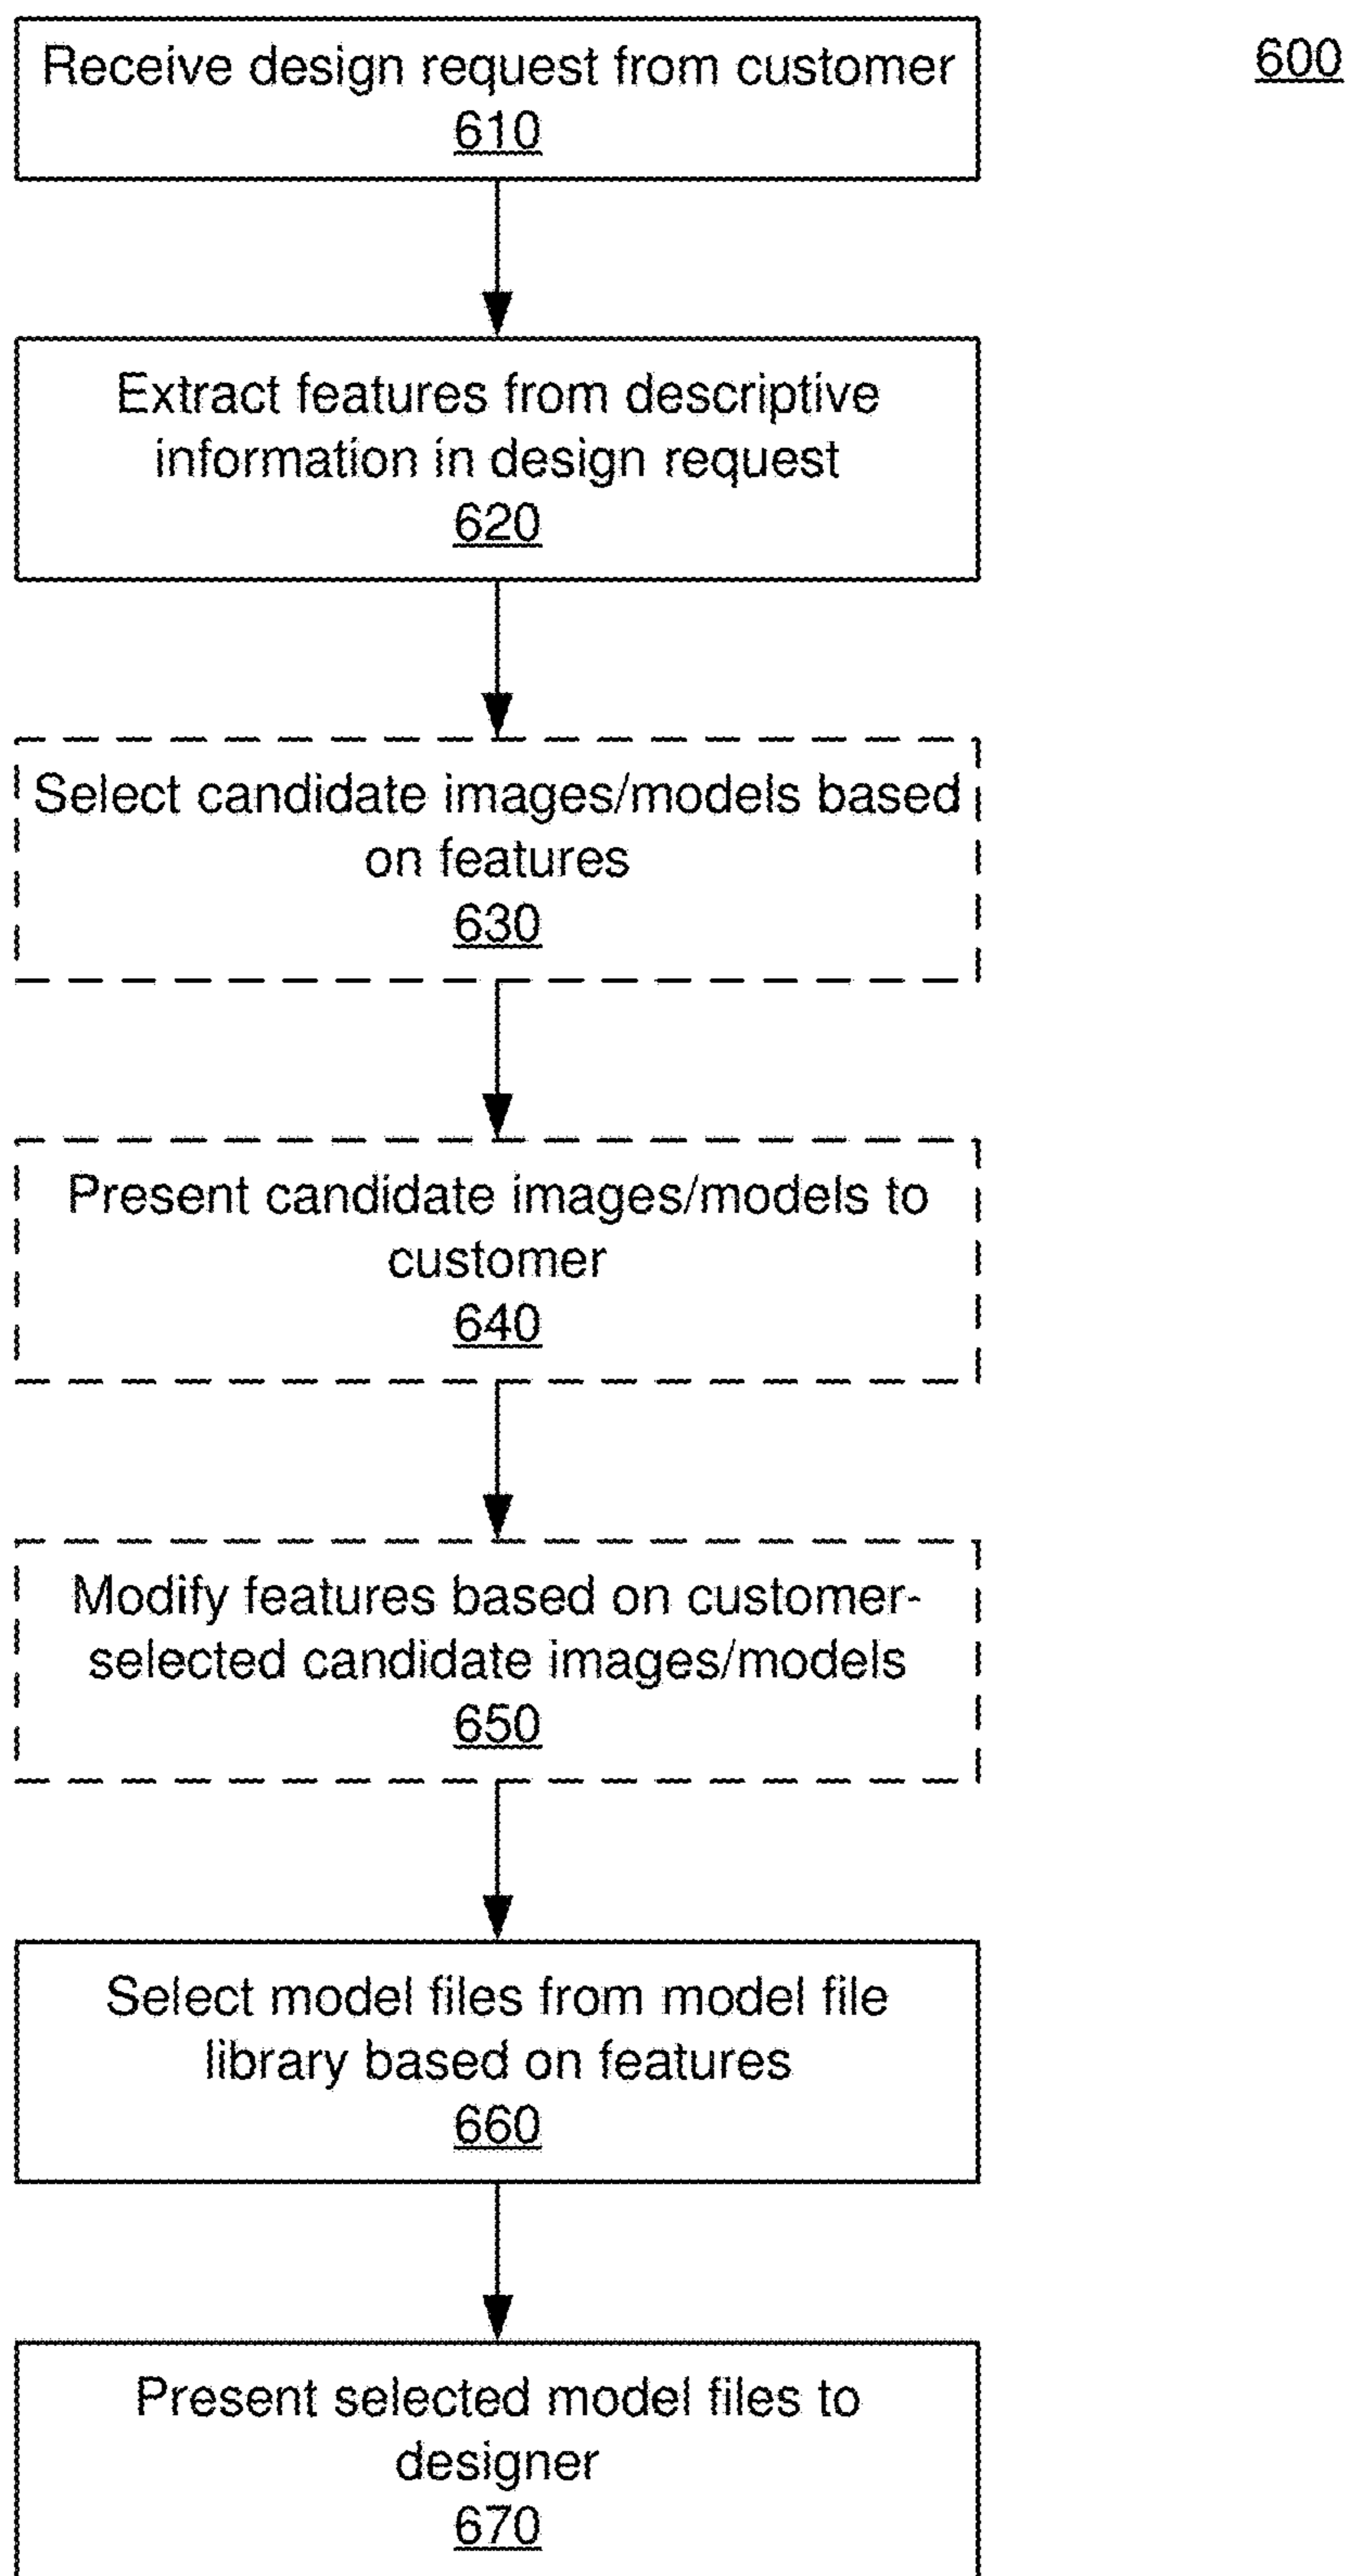 600
Receive design request from customer
610
Extract features from descriptive
information in design request
620
Select candidate images/models based
on features
630
Present candidate images/models to
customer
640
Modify features based on customer-
selected candidate images/models
650
Select model files from model file
library based on features
660
Present selected model files to
designer
670